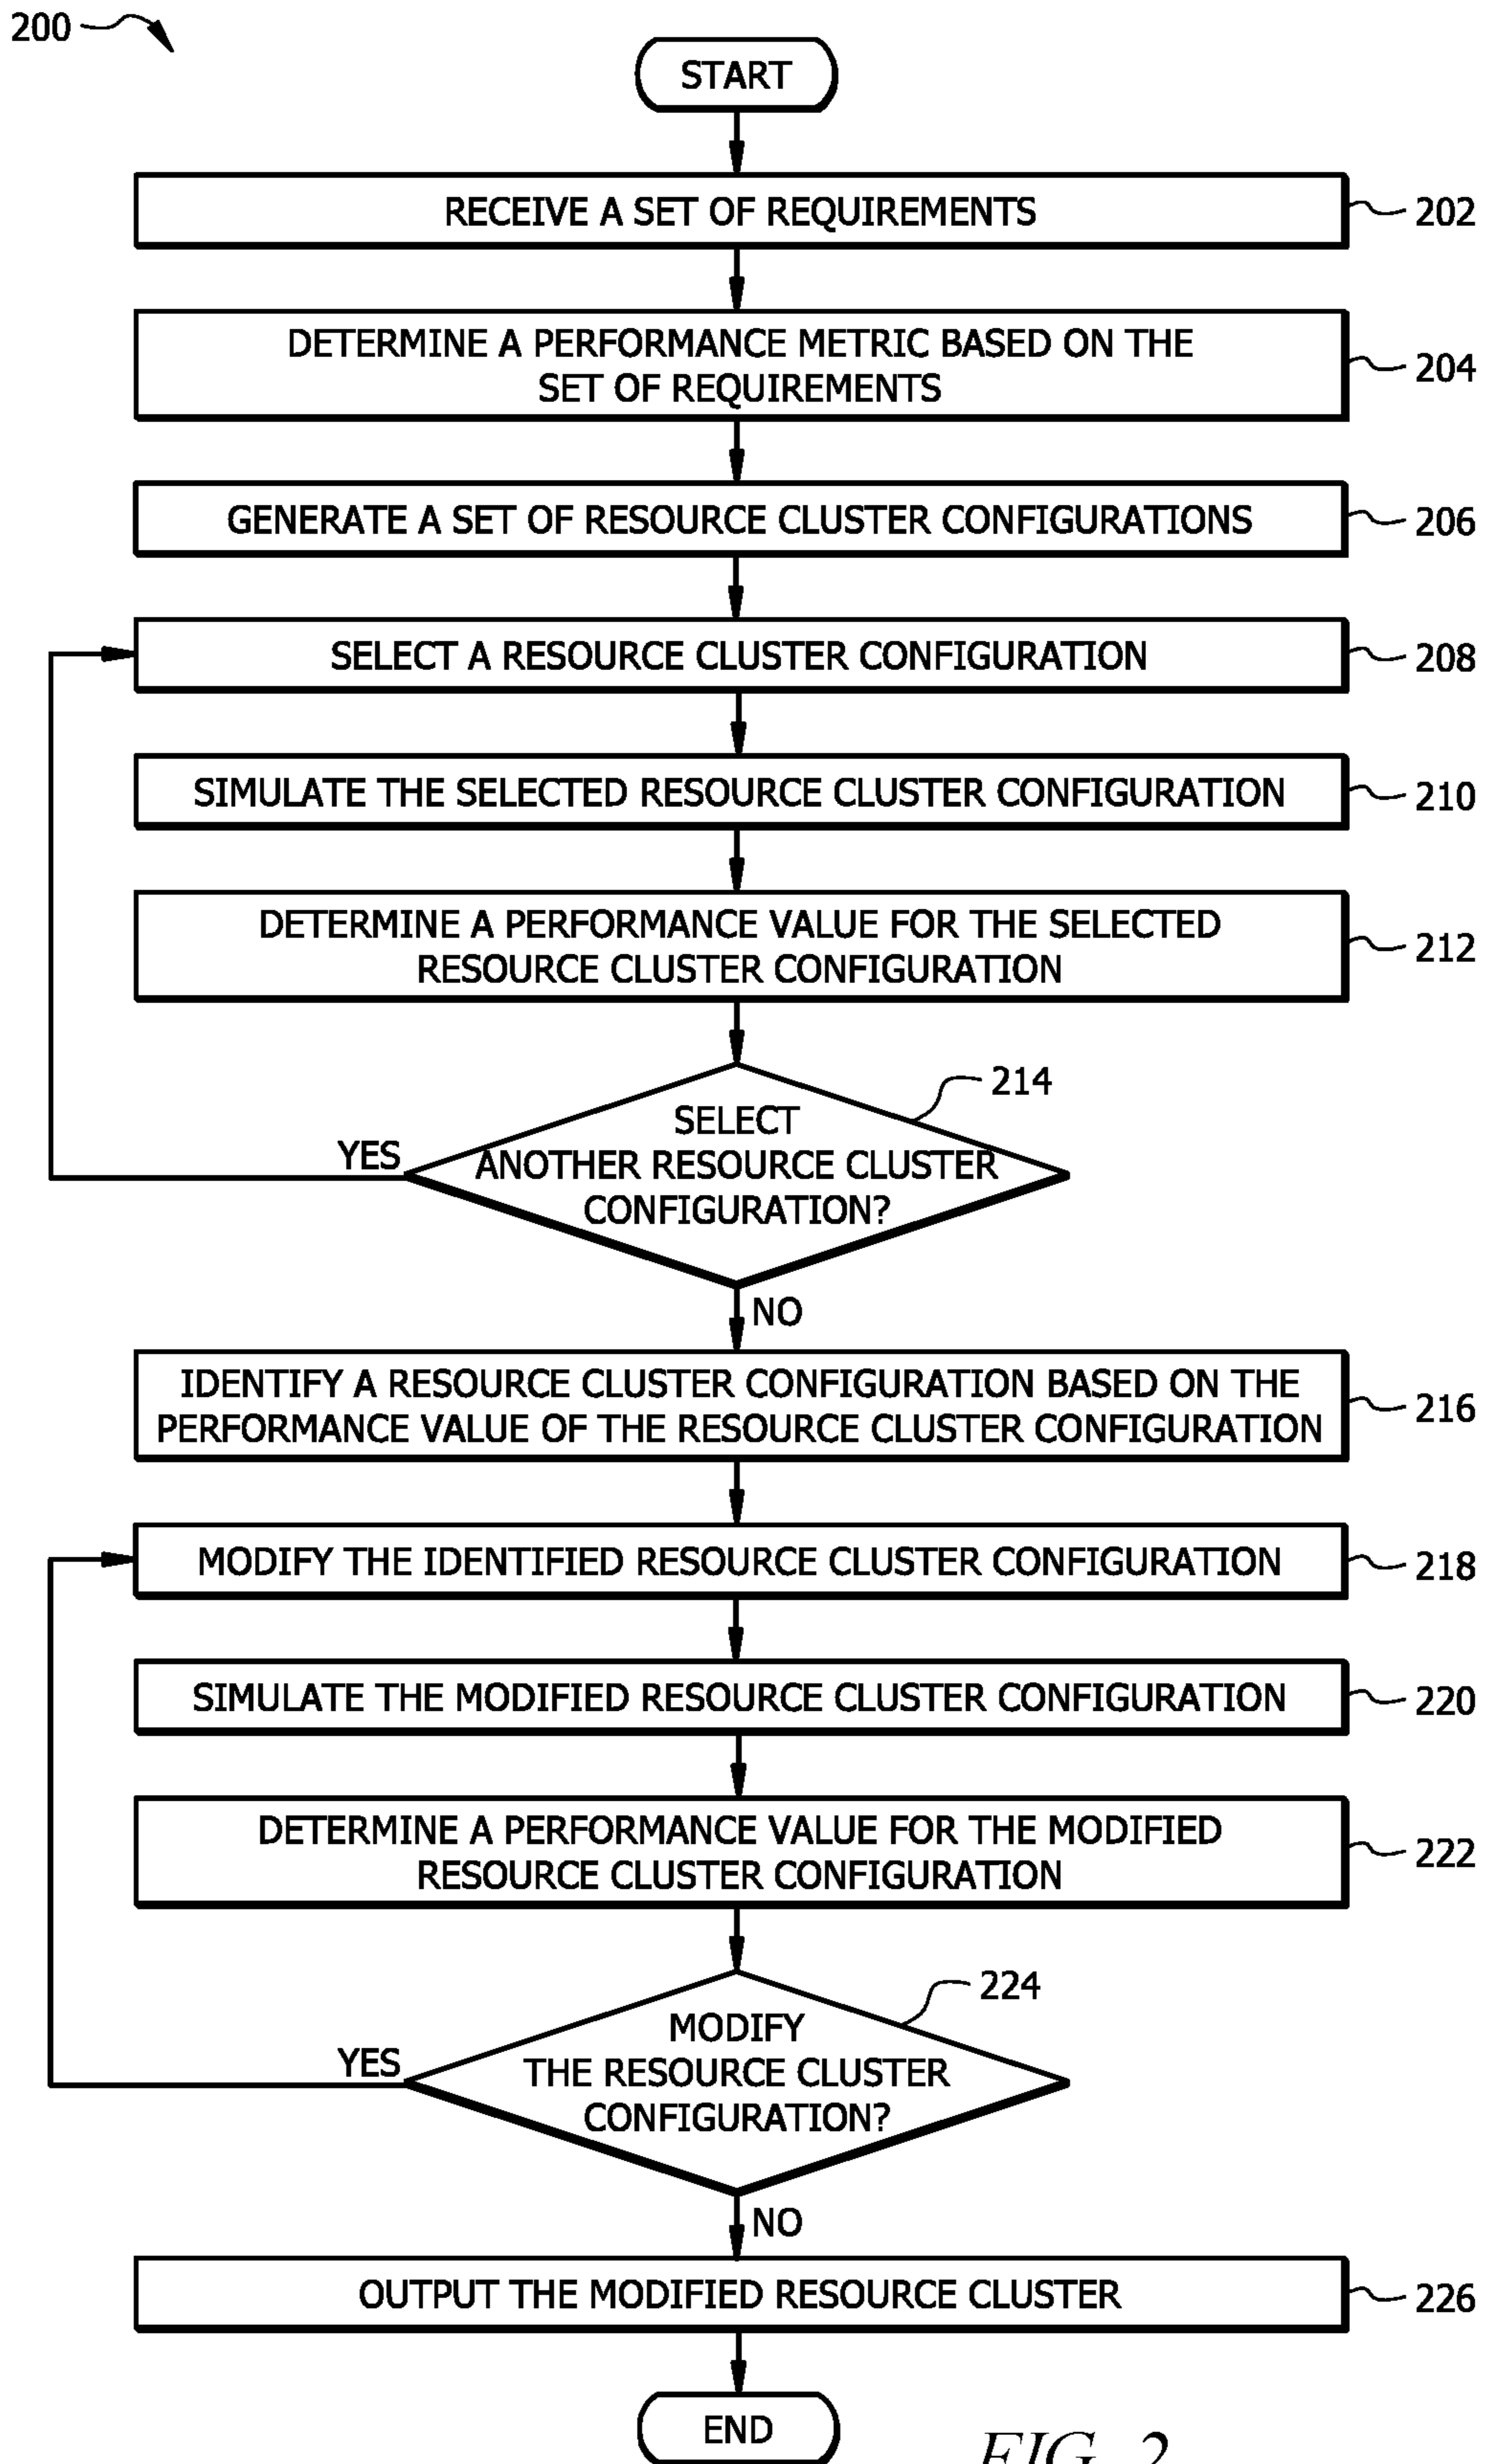 200
START
RECEIVE A SET OF REQUIREMENTS
202
DETERMINE A PERFORMANCE METRIC BASED ON THE
SET OF REQUIREMENTS
204
GENERATE A SET OF RESOURCE CLUSTER CONFIGURATIONS
206
SELECT A RESOURCE CLUSTER CONFIGURATION
208
SIMULATE THE SELECTED RESOURCE CLUSTER CONFIGURATION
210
DETERMINE A PERFORMANCE VALUE FOR THE SELECTED
RESOURCE CLUSTER CONFIGURATION
212
214
SELECT
ANOTHER RESOURCE CLUSTER
CONFIGURATION?
YES
NO
IDENTIFY A RESOURCE CLUSTER CONFIGURATION BASED ON THE
PERFORMANCE VALUE OF THE RESOURCE CLUSTER CONFIGURATION
216
MODIFY THE IDENTIFIED RESOURCE CLUSTER CONFIGURATION
218
SIMULATE THE MODIFIED RESOURCE CLUSTER CONFIGURATION
220
DETERMINE A PERFORMANCE VALUE FOR THE MODIFIED
RESOURCE CLUSTER CONFIGURATION
222
224
MODIFY
THE RESOURCE CLUSTER
CONFIGURATION?
YES
NO
OUTPUT THE MODIFIED RESOURCE CLUSTER
226
END
FIG. 2